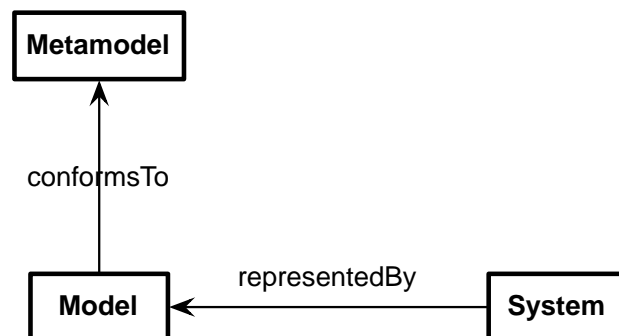 Metamodel
conformsTo
representedBy
Model
System